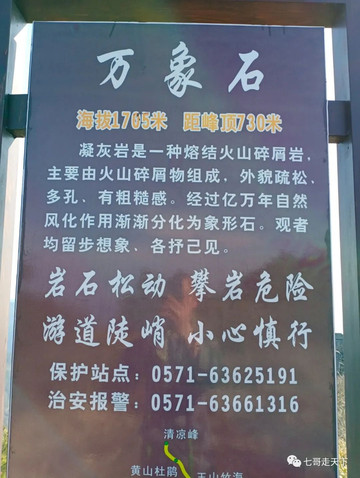 万象石
海拔1765米 距峰顶730米
凝灰岩是一种熔结火山碎屑岩，
主要由火山碎屑物组成，外貌疏松、
多孔、有粗糙感。经过亿万年自然
风化作用渐渐分化为象形石。观者
均留步想象、各抒己见。
岩石松动 攀岩危险
游道陡峭 小心慎行
保护站点：0571-63625191
治安报警：0571-63661316
清凉峰
黄山杜鹃 玉山竹海
七哥走天下